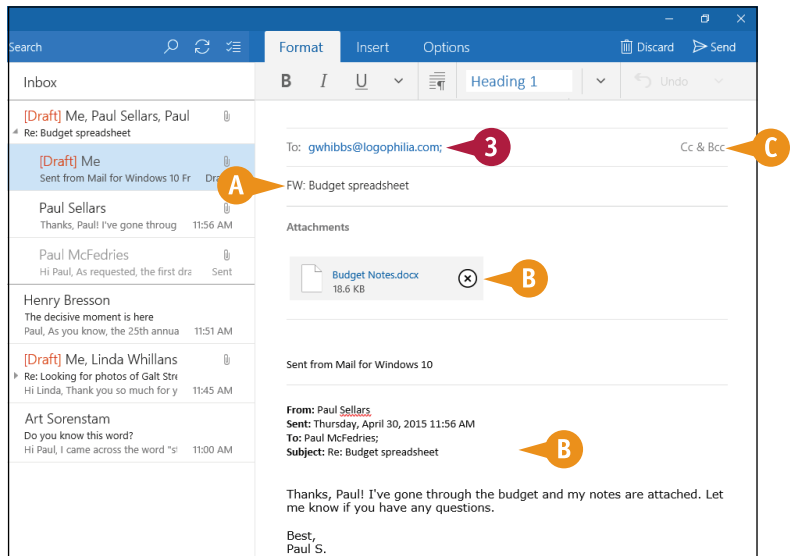 Search
Format Insert Options Discard Send
Inbox
B I U Heading 1 Undo
[Draft] Me, Paul Sellars, Paul
Re: Budget spreadsheet
[Draft] Me
Sent from Mail for Windows 10 Fr
Paul Sellars
Thanks, Paul! I've gone throug 11:56 AM
Paul McFedries
Hi Paul, As requested, the first dra Sent
Henry Bresson
The decisive moment is here
Paul, As you know, the 25th annua 11:51 AM
[Draft] Me, Linda Whillans
Re: Looking for photos of Galt Stre
Hi Linda, Thank you so much for y 11:45 AM
Art Sorenstam
Do you know this word?
Hi Paul, I came across the word "s 11:00 AM
To: gwhibbs@logophilia.com; 3 Cc & Bcc C
A FW: Budget spreadsheet
Attachments
Budget Notes.docx
18.6 KB
B
Sent from Mail for Windows 10
From: Paul Sellars
Sent: Thursday, April 30, 2015 11:56 AM
To: Paul McFedries;
Subject: Re: Budget spreadsheet
B
Thanks, Paul! I've gone through the budget and my notes are attached. Let
me know if you have any questions.
Best,
Paul S.